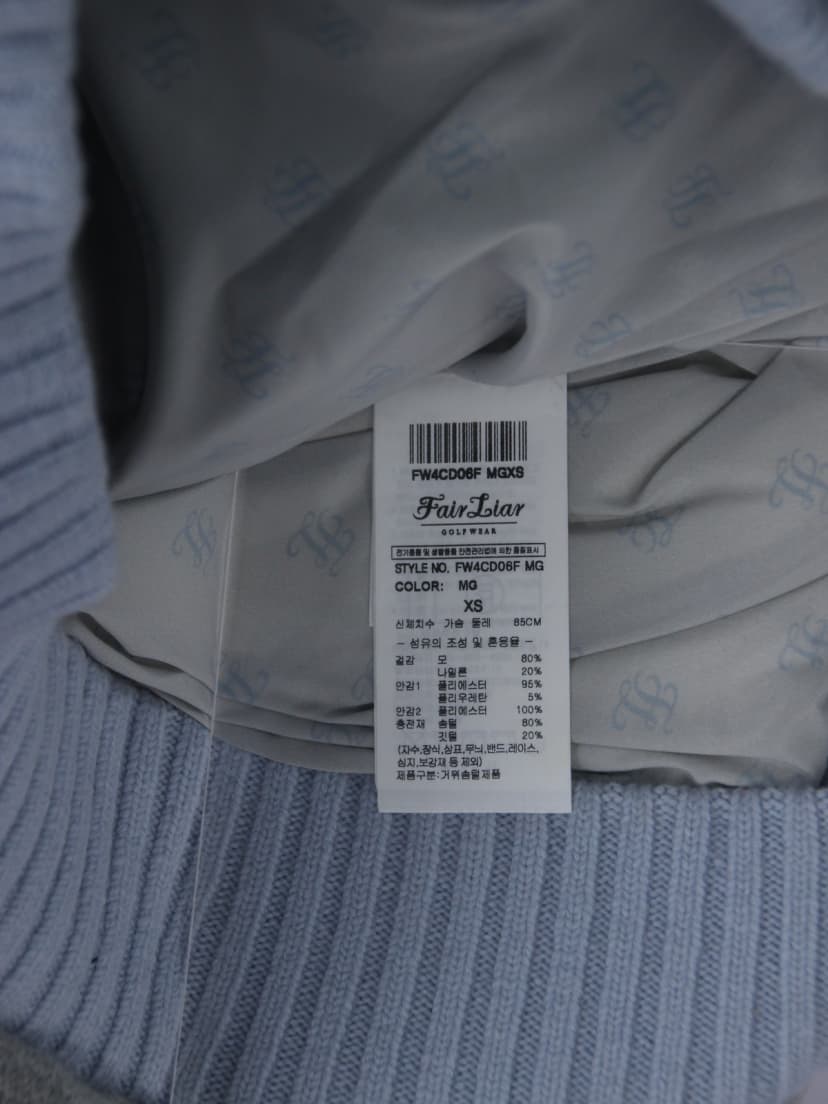 FW4CD06F MGXS
Fair Liar
GOLFWEAR
전기용품 및 생활용품 안전관리법에 의한 품질표시
STYLE NO. FW4CD06F MG
COLOR: MG
XS
신체치수 가슴 둘레 85CM
- 섬유의 조성 및 혼용율 -
겉감 모 80%
나일론 20%
안감1 폴리에스터 95%
폴리우레탄 5%
안감2 폴리에스터 100%
충전재 솜털 80%
깃털 20%
(자수,장식,상표,무늬,밴드,레이스,
심지,보강재 등 제외)
제품구분:거위솜털제품